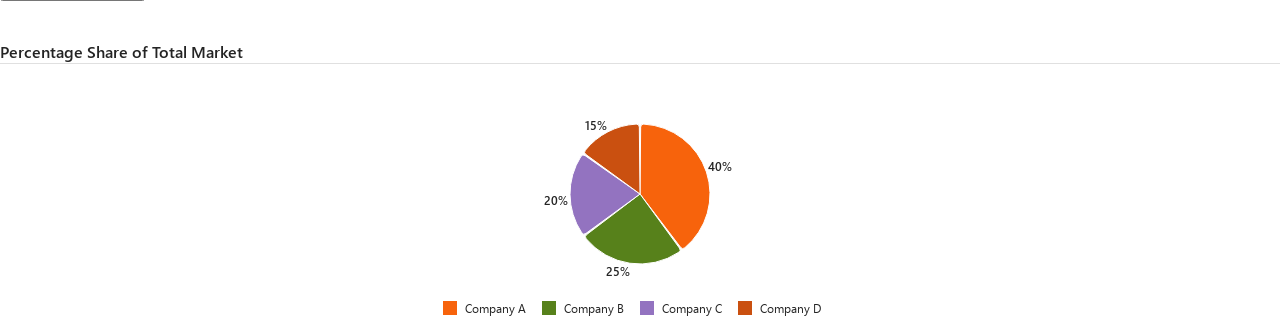 Percentage Share of Total Market
15%
40%
20%
25%
Company A Company B Company C Company D